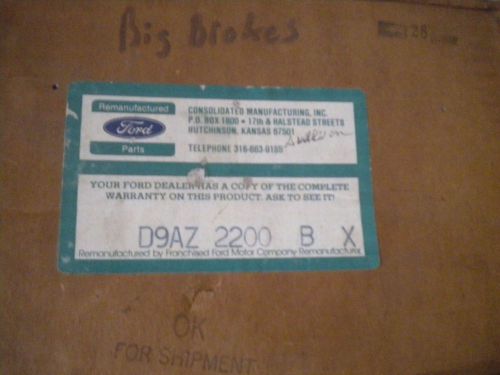 Big Brakes
128
Remanufactured
Ford
Parts
CONSOLIDATED MANUFACTURING, INC.
P.O. BOX 1800 • 17th & HALSTEAD STREETS
HUTCHINSON, KANSAS 67501
TELEPHONE 316-663-0155
YOUR FORD DEALER HAS A COPY OF THE COMPLETE
WARRANTY ON THIS PRODUCT. ASK TO SEE IT!
D9AZ 2200 B X
Remanufactured by Franchised Ford Motor Company Remanufacturer
OK
FOR SHIPMENT